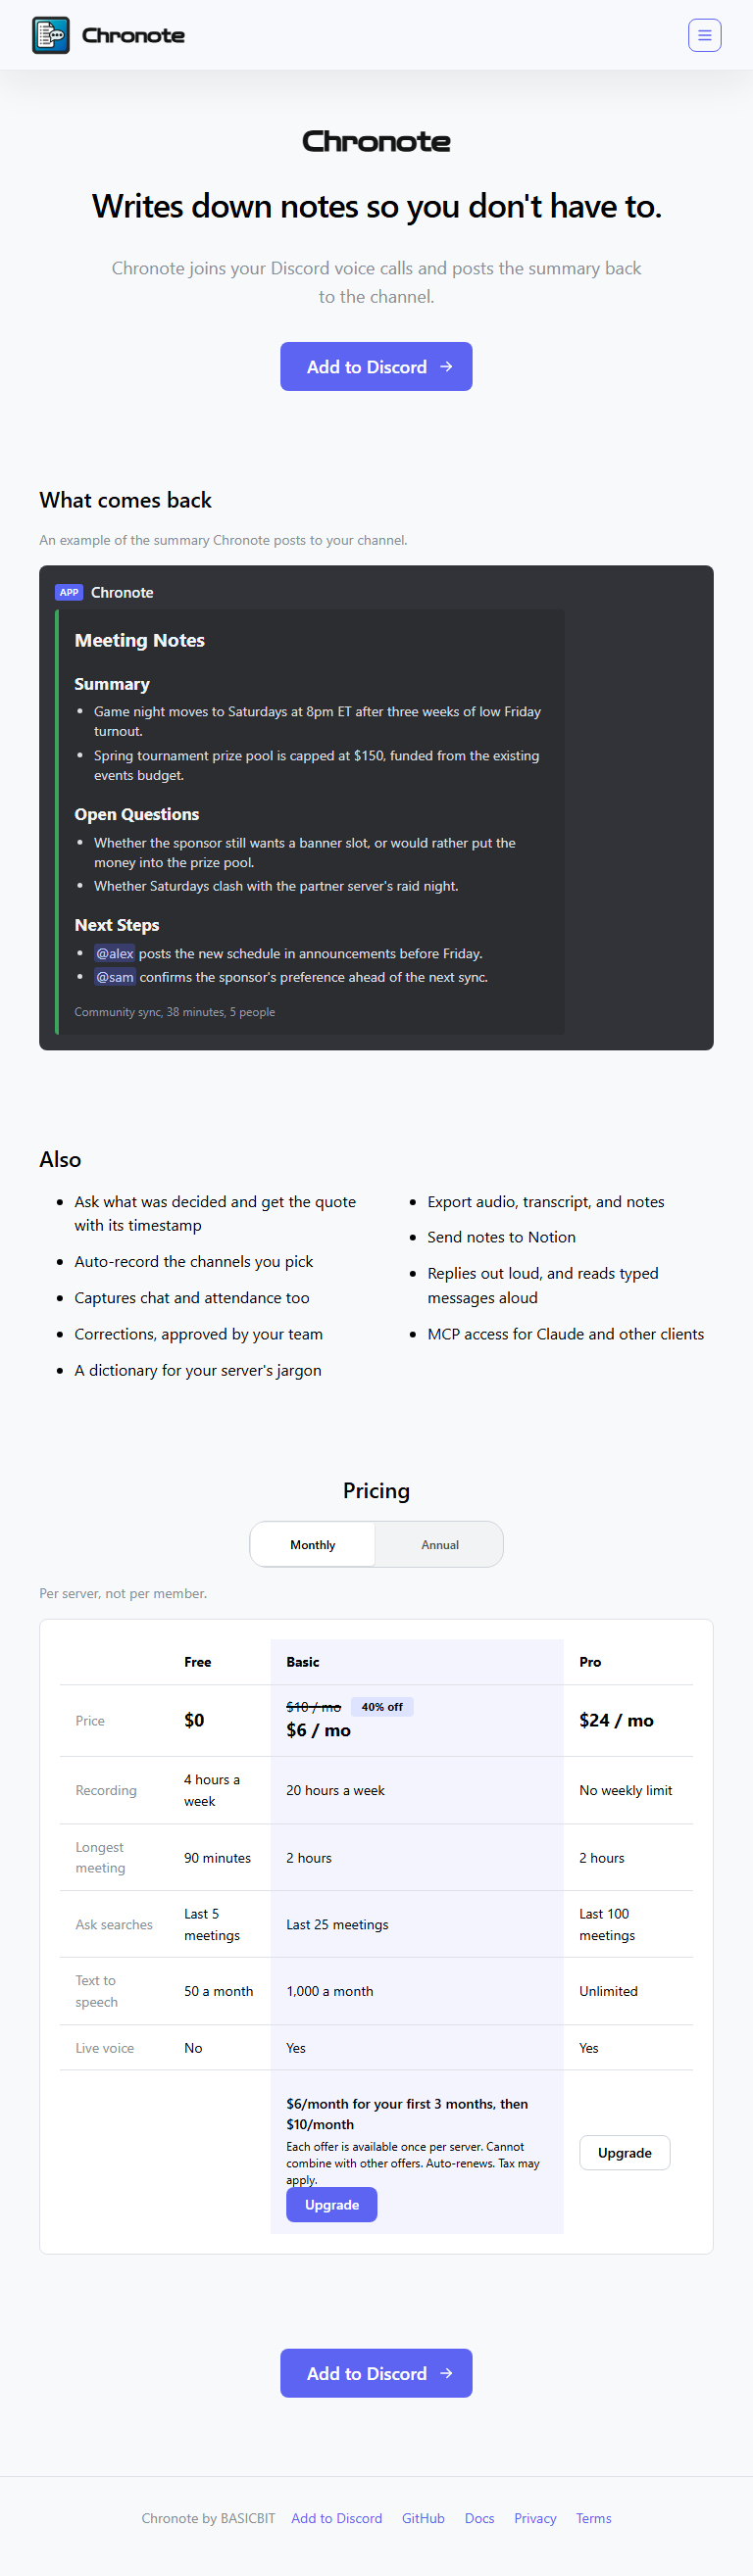 Chronote
Chronote
Writes down notes so you don't have to.
Chronote joins your Discord voice calls and posts the summary back
to the channel.
Add to Discord →
What comes back
An example of the summary Chronote posts to your channel.
APP Chronote
Meeting Notes
Summary
• Game night moves to Saturdays at 8pm ET after three weeks of low Friday
turnout.
• Spring tournament prize pool is capped at $150, funded from the existing
events budget.
Open Questions
• Whether the sponsor still wants a banner slot, or would rather put the
money into the prize pool.
• Whether Saturdays clash with the partner server's raid night.
Next Steps
• @alex posts the new schedule in announcements before Friday.
• @sam confirms the sponsor's preference ahead of the next sync.
Community sync, 38 minutes, 5 people
Also
• Ask what was decided and get the quote
with its timestamp
• Auto-record the channels you pick
• Captures chat and attendance too
• Corrections, approved by your team
• A dictionary for your server's jargon
• Export audio, transcript, and notes
• Send notes to Notion
• Replies out loud, and reads typed
messages aloud
• MCP access for Claude and other clients
Pricing
Monthly Annual
Per server, not per member.
Free Basic Pro
Price $0 $10 / mo 40% off $6 / mo $24 / mo
Recording 4 hours a week 20 hours a week No weekly limit
Longest meeting 90 minutes 2 hours 2 hours
Ask searches Last 5 meetings Last 25 meetings Last 100 meetings
Text to speech 50 a month 1,000 a month Unlimited
Live voice No Yes Yes
$6/month for your first 3 months, then
$10/month
Each offer is available once per server. Cannot
combine with other offers. Auto-renews. Tax may
apply.
Upgrade
Upgrade
Add to Discord →
Chronote by BASICBIT Add to Discord GitHub Docs Privacy Terms